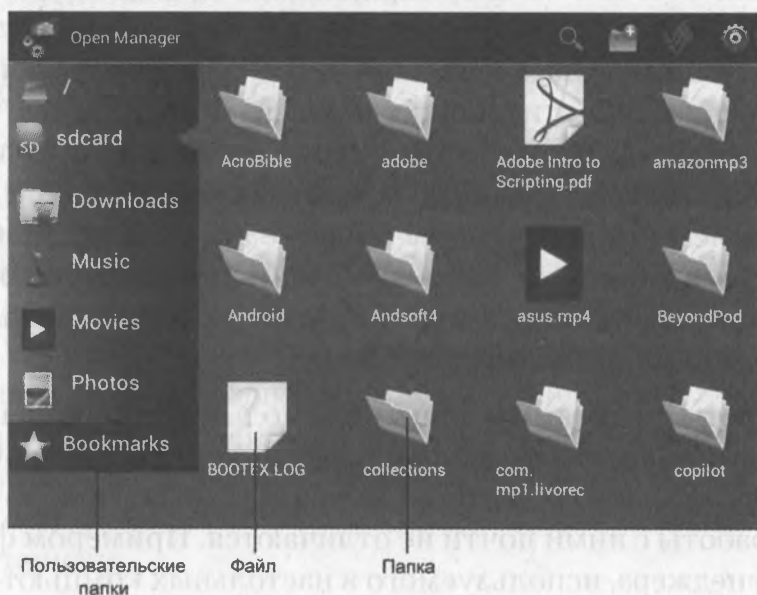 Open Manager
/
SD
sdcard
Downloads
Music
Movies
Photos
Bookmarks
AcroBible
adobe
Adobe Intro to
Scripting.pdf
amazonmp3
Android
Andsoft4
asus.mp4
BeyondPod
BOOTEX.LOG
collections
com.
mp1.livorec
copilot
Пользовательские
папки
Файл
Папка